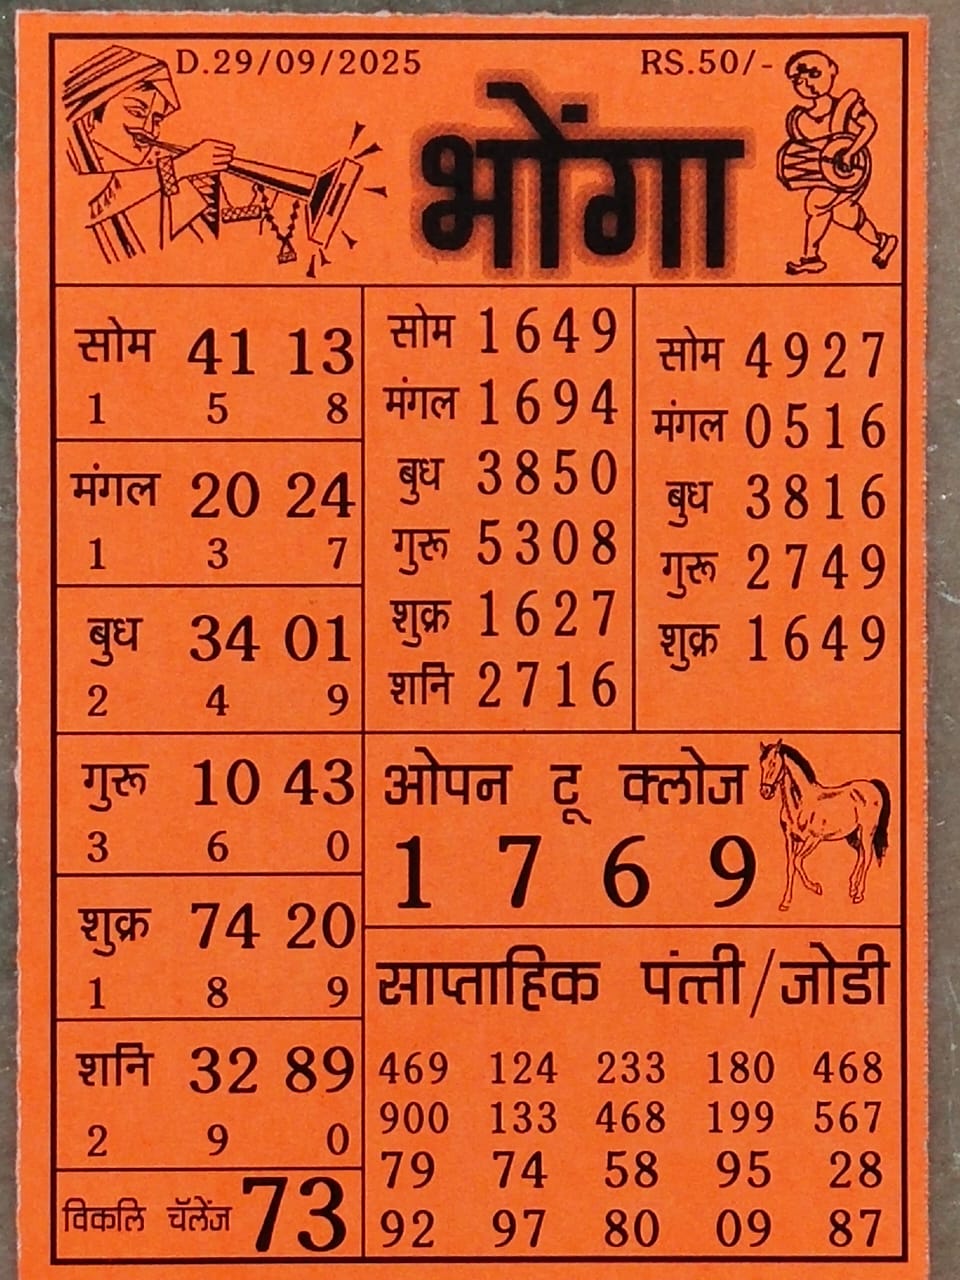 D.29/09/2025 RS.50/-
भोंगा
सोम 41 13
1 5 8
मंगल 20 24
1 3 7
बुध 34 01
2 4 9
गुरू 10 43
3 6 0
शुक्र 74 20
1 8 9
शनि 32 89
2 9 0
विकलि चॅलेंज 73
सोम 1649
मंगल 1694
बुध 3850
गुरू 5308
शुक्र 1627
शनि 2716
सोम 4927
मंगल 0516
बुध 3816
गुरू 2749
शुक्र 1649
ओपन टू क्लोज
1 7 6 9
साप्ताहिक पंत्ती/जोडी
469 124 233 180 468
900 133 468 199 567
79 74 58 95 28
92 97 80 09 87